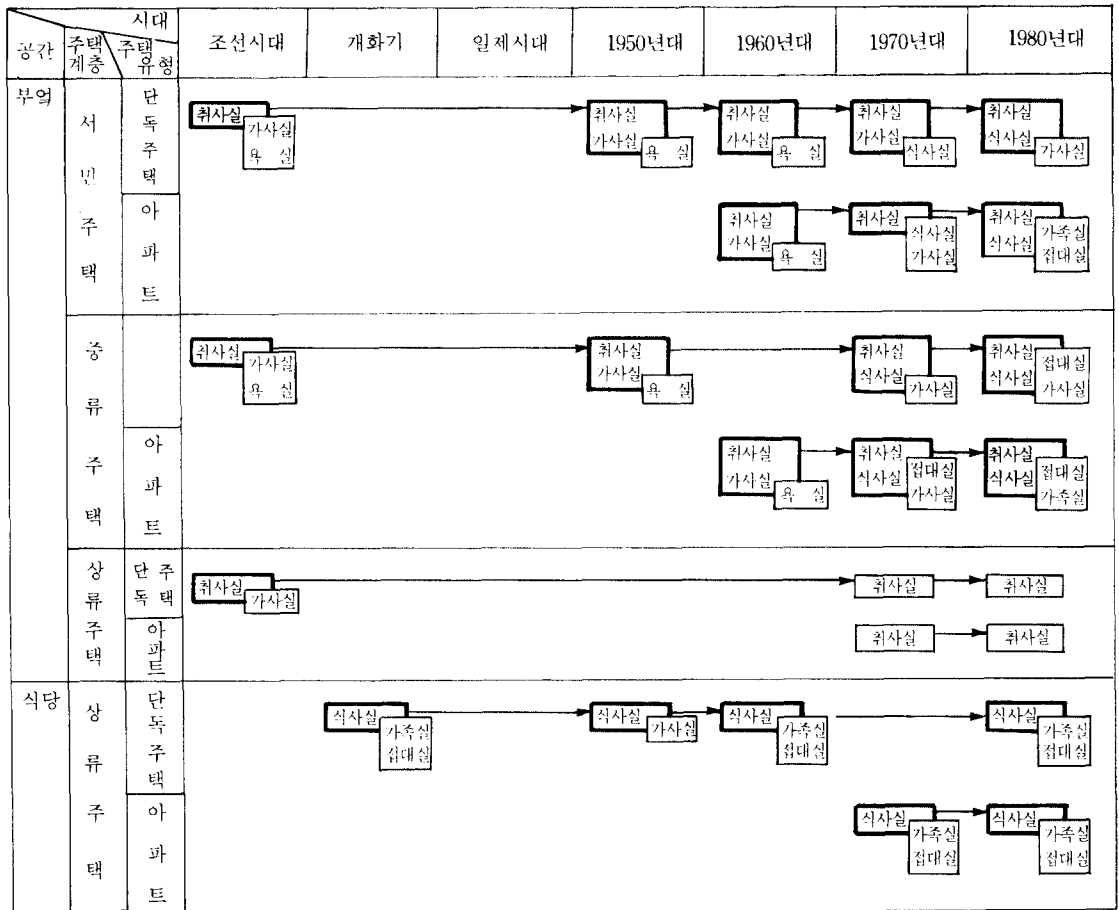 시대
공간 주택계층 주택유형 조선시대 개화기 일제시대 1950년대 1960년대 1970년대 1980년대
부엌
서민주택
단독주택
취사실 가사실 욕 실
취사실 가사실 욕 실
취사실 가사실 욕 실
취사실 가사실 식사실
취사실 식사실 가사실
아파트
취사실 가사실 욕 실
취사실 식사실 가사실
취사실 식사실 가족실 접대실
중류주택
취사실 가사실 욕 실
취사실 가사실 욕 실
취사실 식사실 가사실
취사실 식사실 접대실 가사실
아파트
취사실 가사실 욕 실
취사실 식사실 접대실 가사실
취사실 식사실 접대실 가족실
상류주택
단독주택
취사실 가사실
취사실
취사실
아파트
취사실
취사실
식당
상류주택
단독주택
식사실 가족실 접대실
식사실 가사실
식사실 가족실 접대실
식사실 가족실 접대실
아파트
식사실 가족실 접대실
식사실 가족실 접대실